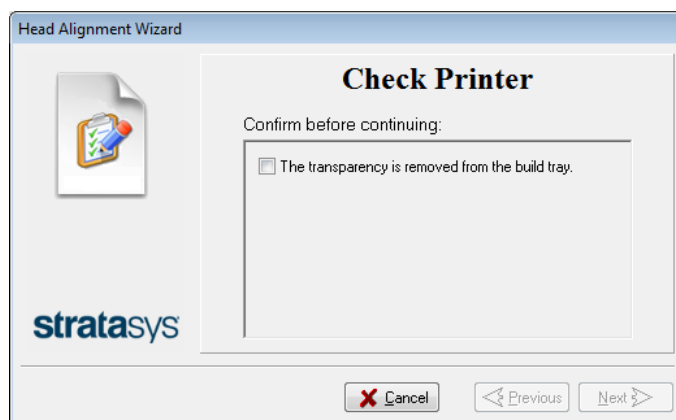 Head Alignment Wizard
Check Printer
Confirm before continuing:
The transparency is removed from the build tray.
stratasys
Cancel
Previous
Next